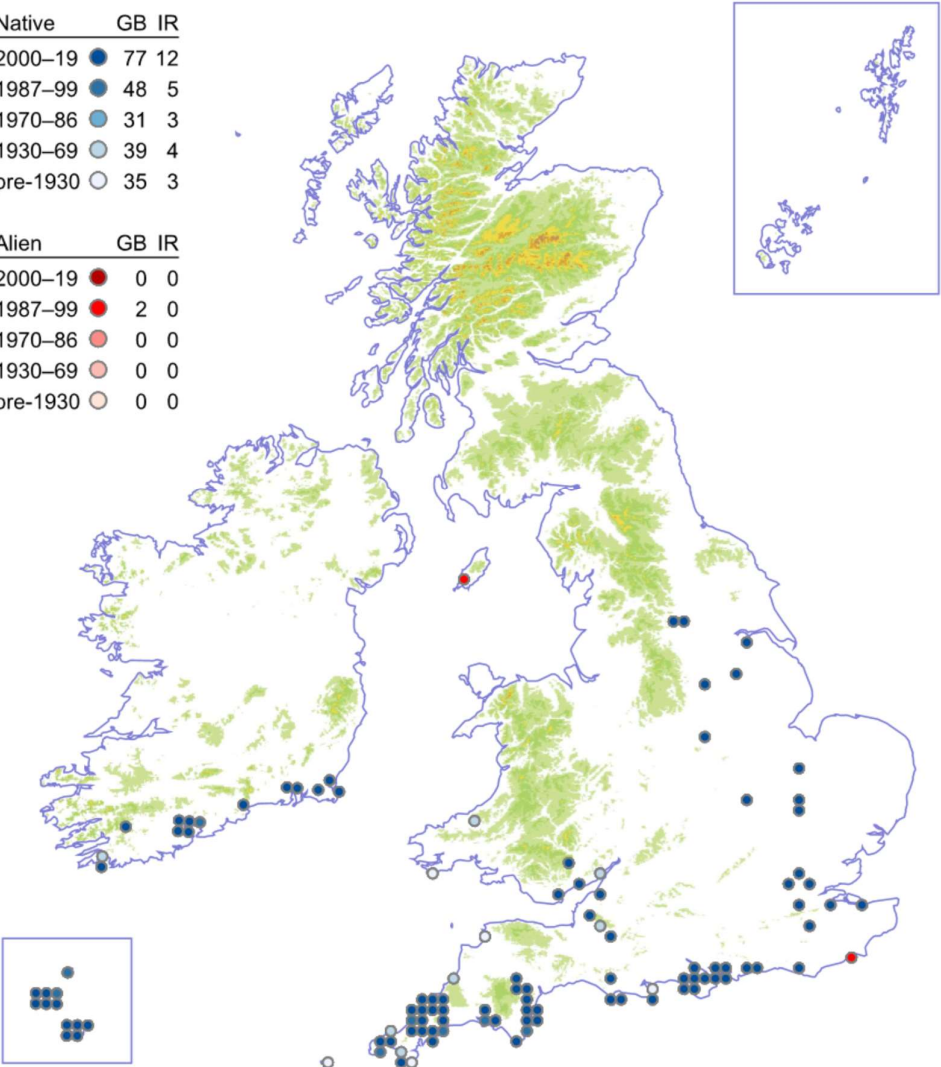 Native GB IR
2000–19 77 12
1987–99 48 5
1970–86 31 3
1930–69 39 4
pre-1930 35 3
Alien GB IR
2000–19 0 0
1987–99 2 0
1970–86 0 0
1930–69 0 0
pre-1930 0 0